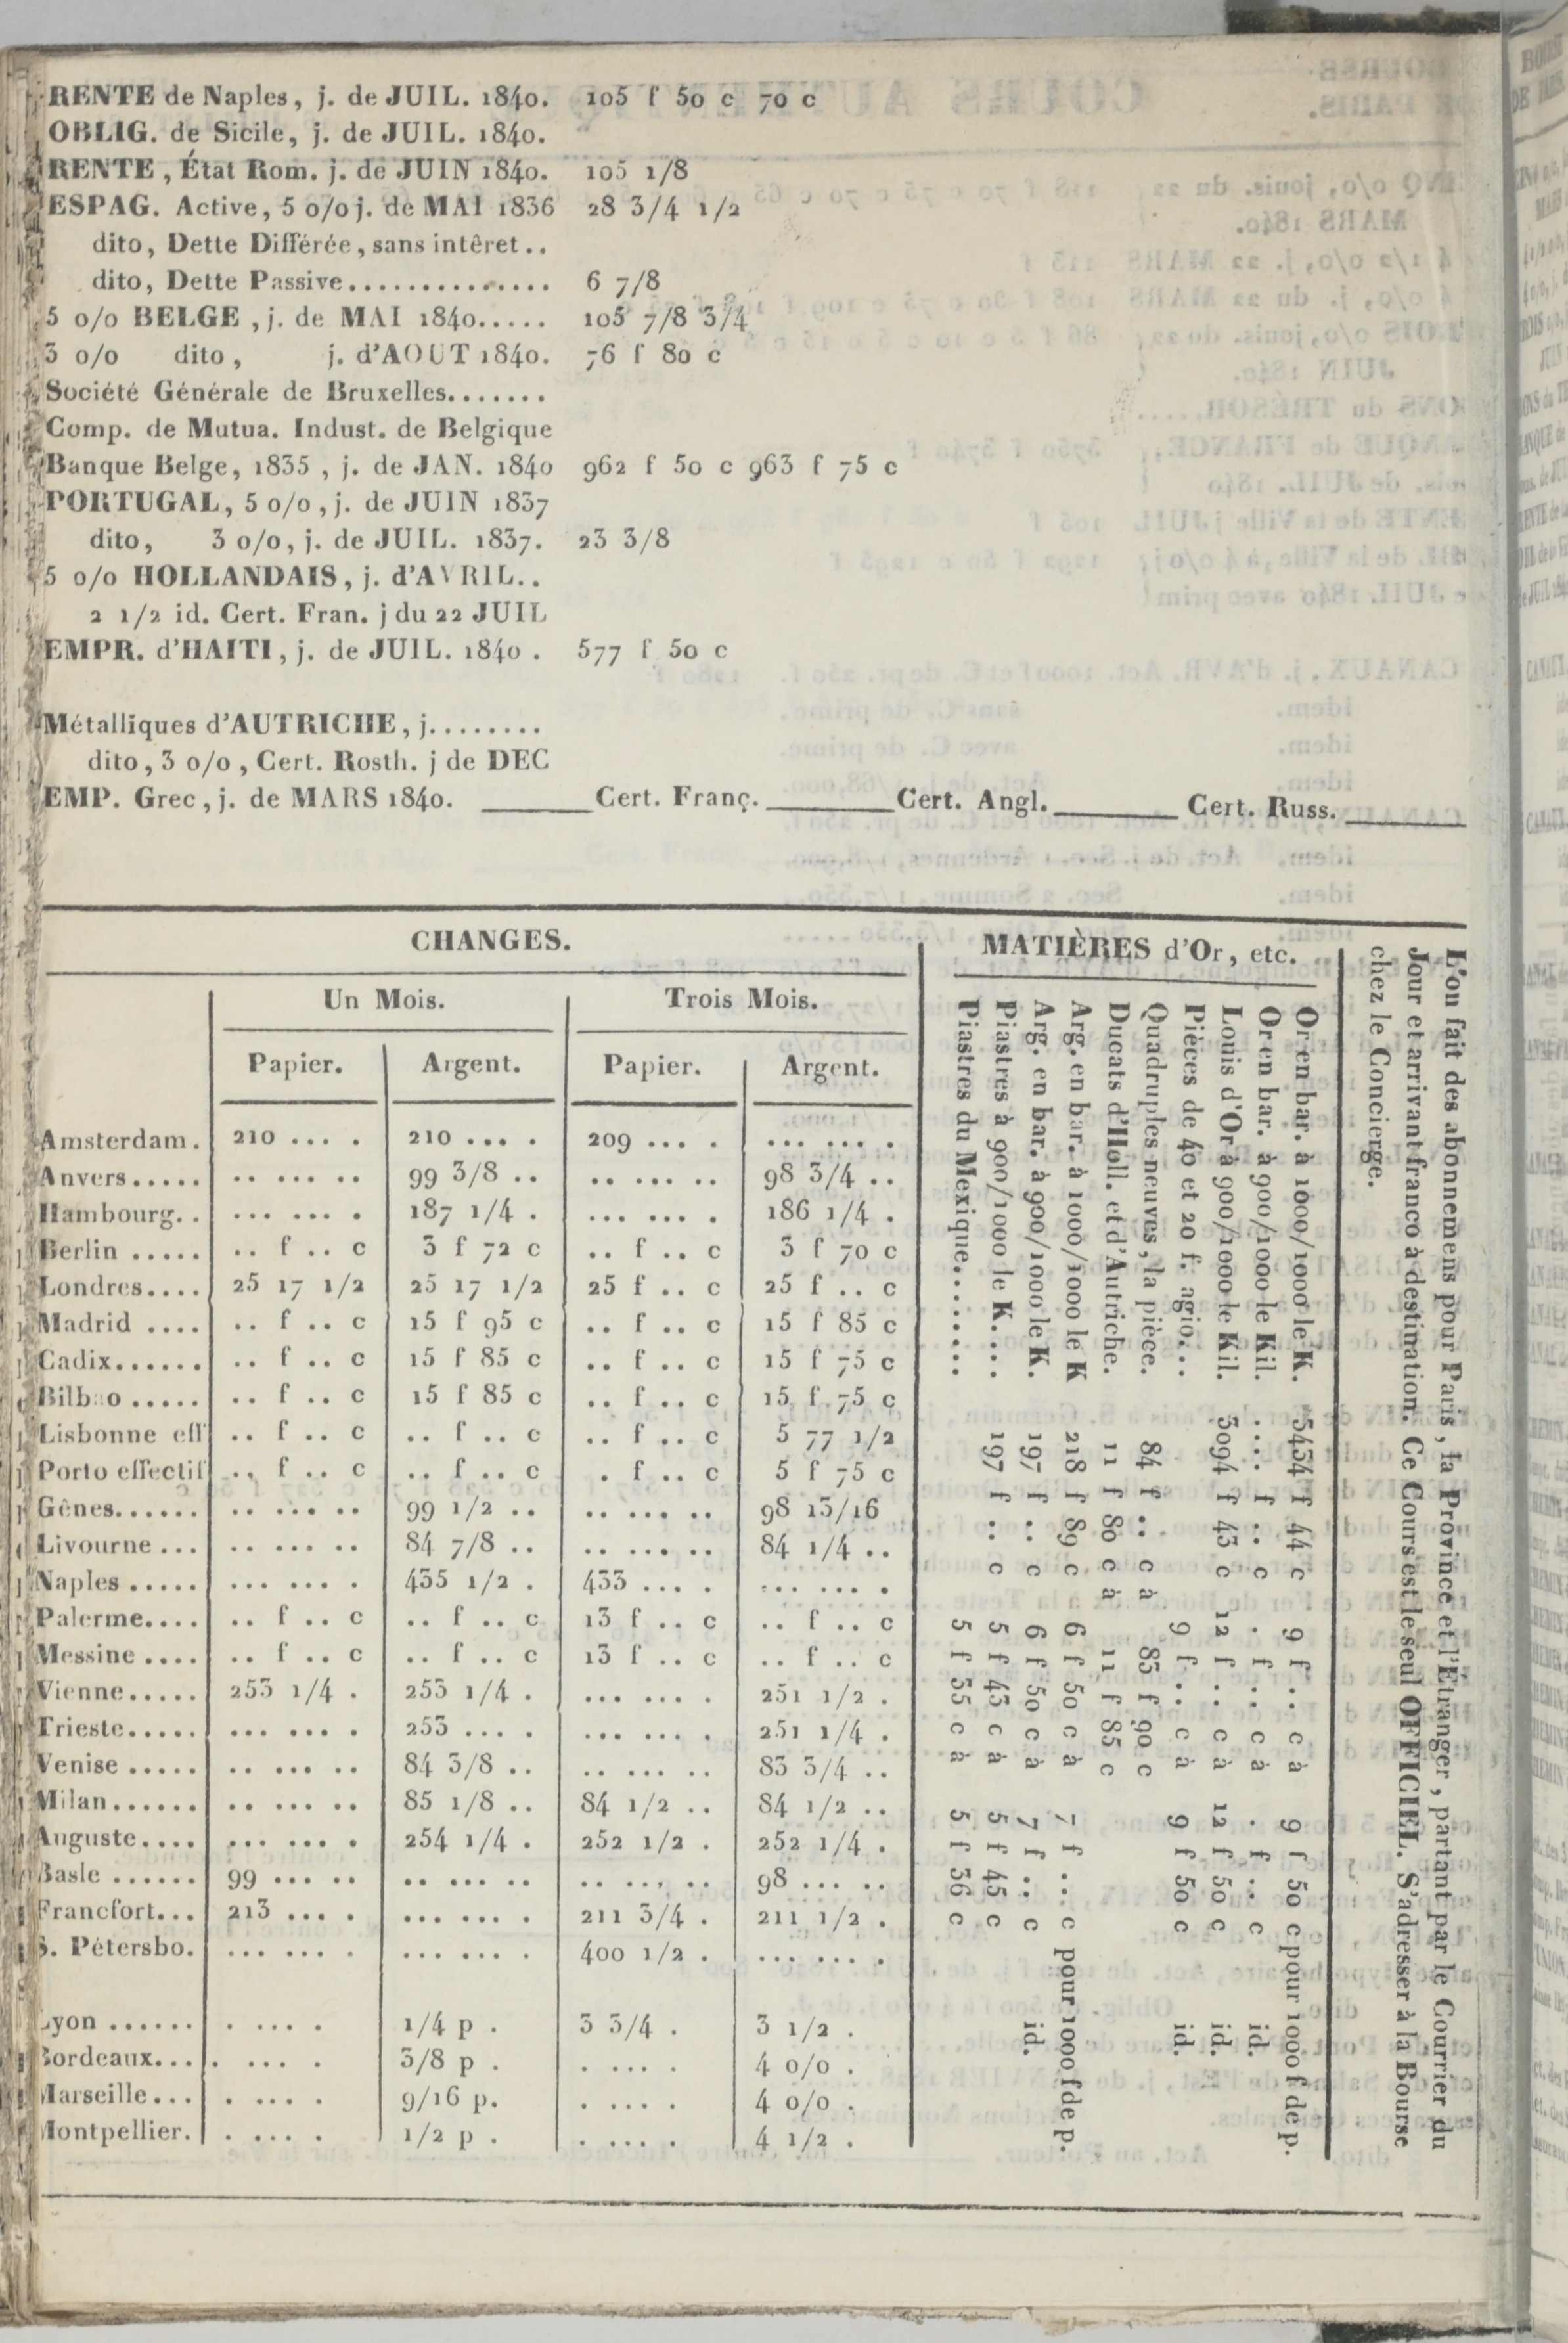 RENTE de Naples, j. de JUIL. 1840. 105 f 50 c 70 c
OBLIG. de Sicile, j. de JUIL. 1840.
RENTE, État Rom. j. de JUIN 1840. 105 1/8
ESPAG. Active, 5 o/o j. de MAI 1836 28 3/4 1/2
dito, Dette Différée, sans intêret..
dito, Dette Passive............... 6 7/8
5 o/o BELGE, j. de MAI 1840..... 105 7/8 3/4
3 o/o dito, j. d'AOUT 1840. 76 f 80 c
Société Générale de Bruxelles.......
Comp. de Mutua. Indust. de Belgique
Banque Belge, 1835, j. de JAN. 1840 962 f 50 c 963 f 75 c
PORTUGAL, 5 o/o, j. de JUIN 1837
dito, 3 o/o, j. de JUIL. 1837. 23 3/8
5 o/o HOLLANDAIS, j. d'AVRIL..
2 1/2 id. Cert. Fran. j du 22 JUIL
EMPR. d'HAITI, j. de JUIL. 1840. 577 f 50 c
Métalliques d'AUTRICHE, j........
dito, 3 o/o, Cert. Rosth. j de DEC
EMP. Grec, j. de MARS 1840. ______Cert. Franç.______Cert. Angl.______ Cert. Russ.______
CHANGES.
Un Mois. Trois Mois.
Papier. Argent. Papier. Argent.
Amsterdam. 210 .... . 210 .... . 209 .... . ... ... .
Anvers..... .. ... .. 99 3/8 .. .. ... .. 98 3/4 ..
Hambourg.. ... ... . 187 1/4 . ... ... . 186 1/4 .
Berlin ..... .. f .. c 3 f 72 c .. f .. c 3 f 70 c
Londres.... 25 17 1/2 25 17 1/2 25 f .. c 25 f .. c
Madrid .... .. f .. c 15 f 95 c .. f .. c 15 f 85 c
Cadix...... .. f .. c 15 f 85 c .. f .. c 15 f 75 c
Bilbao ..... .. f .. c 15 f 85 c .. f .. c 15 f 75 c
Lisbonne eff .. f .. c .. f .. c .. f .. c 5 77 1/2
Porto effectif .. f .. c .. f .. c . f .. c 5 f 75 c
Gênes...... .. ... .. 99 1/2 .. .. ... .. 98 13/16
Livourne ... .. ... .. 84 7/8 .. .. ... .. 84 1/4 ..
Naples ..... ... ... . 435 1/2 . 433 .... . ... ... .
Palerme.... .. f .. c .. f .. c 13 f .. c .. f .. c
Messine .... .. f .. c .. f .. c 13 f .. c .. f .. c
Vienne..... 253 1/4 . 253 1/4 . ... ... . 251 1/2 .
Trieste..... ... ... . 253 .... . ... ... . 251 1/4 .
Venise ..... .. ... .. 84 3/8 .. .. ... .. 83 3/4 ..
Milan...... .. ... .. 85 1/8 .. 84 1/2 .. 84 1/2 ..
Auguste.... ... ... . 254 1/4 . 252 1/2 . 252 1/4 .
Basle ...... 99 ... .. .. ... .. .. ... .. 98 ... ..
Francfort... 213 .... . ... ... . 211 3/4 . 211 1/2 .
S. Pétersbo. ... ... . ... ... . 400 1/2 . ... ... .
Lyon ...... . .... . 1/4 p . 3 3/4 . 3 1/2 .
Bordeaux... . .... . 3/8 p . . .... . 4 o/o .
Marseille... . .... . 9/16 p. . .... . 4 o/o .
Montpellier. . .... . 1/2 p . . .... . 4 1/2 .
MATIÈRES d'Or, etc.
Or en bar. à 1000/1000 le K. 5434 f 44 c 9 f .. c à 9 f 50 c pour 1000 f de p.
Or en bar. à 900/1000 le Kil. .... f .. c . f .. c à . f .. c id.
Louis d'Or à 900/1000 le Kil. 3094 f 43 c 12 f .. c à 12 f 50 c id.
Pièces de 40 et 20 f. agio... 9 f .. c à 9 f 50 c id.
Quadruples neuves, la pièce. 84 f .. c à 85 f 90 c
Ducats d'Holl. et d'Autriche. 11 f 80 c à 11 f 85 c
Arg. en bar. à 1000/1000 le K 218 f 89 c 6 f 50 c à 7 f .. c pour 1000 f de p.
Arg. en bar. à 900/1000 le K. 197 f .. c 6 f 50 c à 7 f .. c id.
Piastres à 900/1000 le K.... 197 f .. c 5 f 43 c à 5 f 45 c
Piastres du Mexique....... 5 f 35 c à 5 f 36 c
L'on fait des abonnemens pour Paris, la Province et l'Étranger, partant par le Courrier du
Jour et arrivant franco à destination. Ce Cours est le seul OFFICIEL. S'adresser à la Bourse
chez le Concierge.